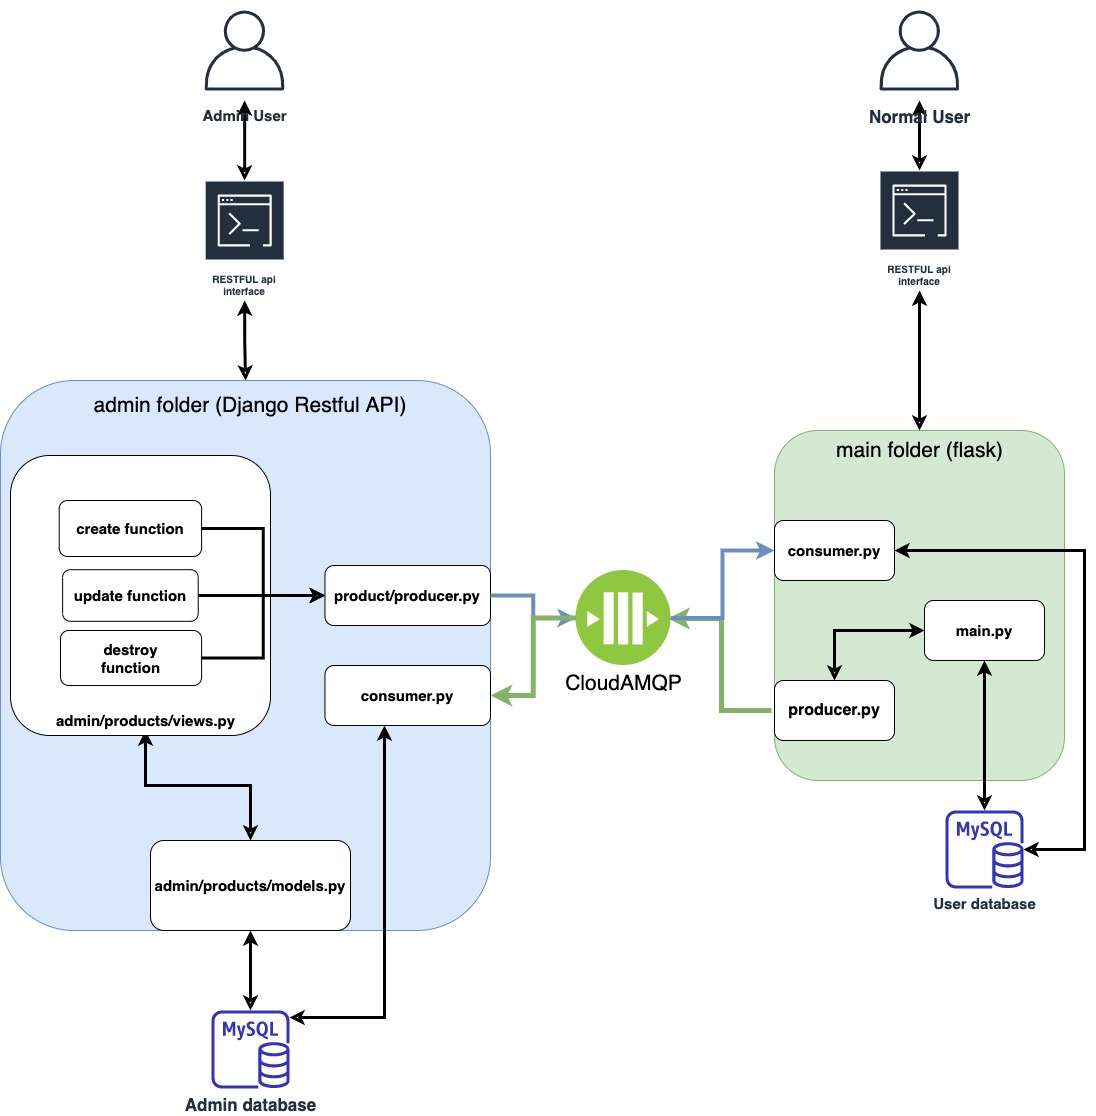 Admin User
Normal User
RESTFUL api
interface
RESTFUL api
interface
admin folder (Django Restful API)
main folder (flask)
create function
update function
destroy
function
admin/products/views.py
product/producer.py
consumer.py
CloudAMQP
consumer.py
main.py
producer.py
admin/products/models.py
MySQL
User database
MySQL
Admin database